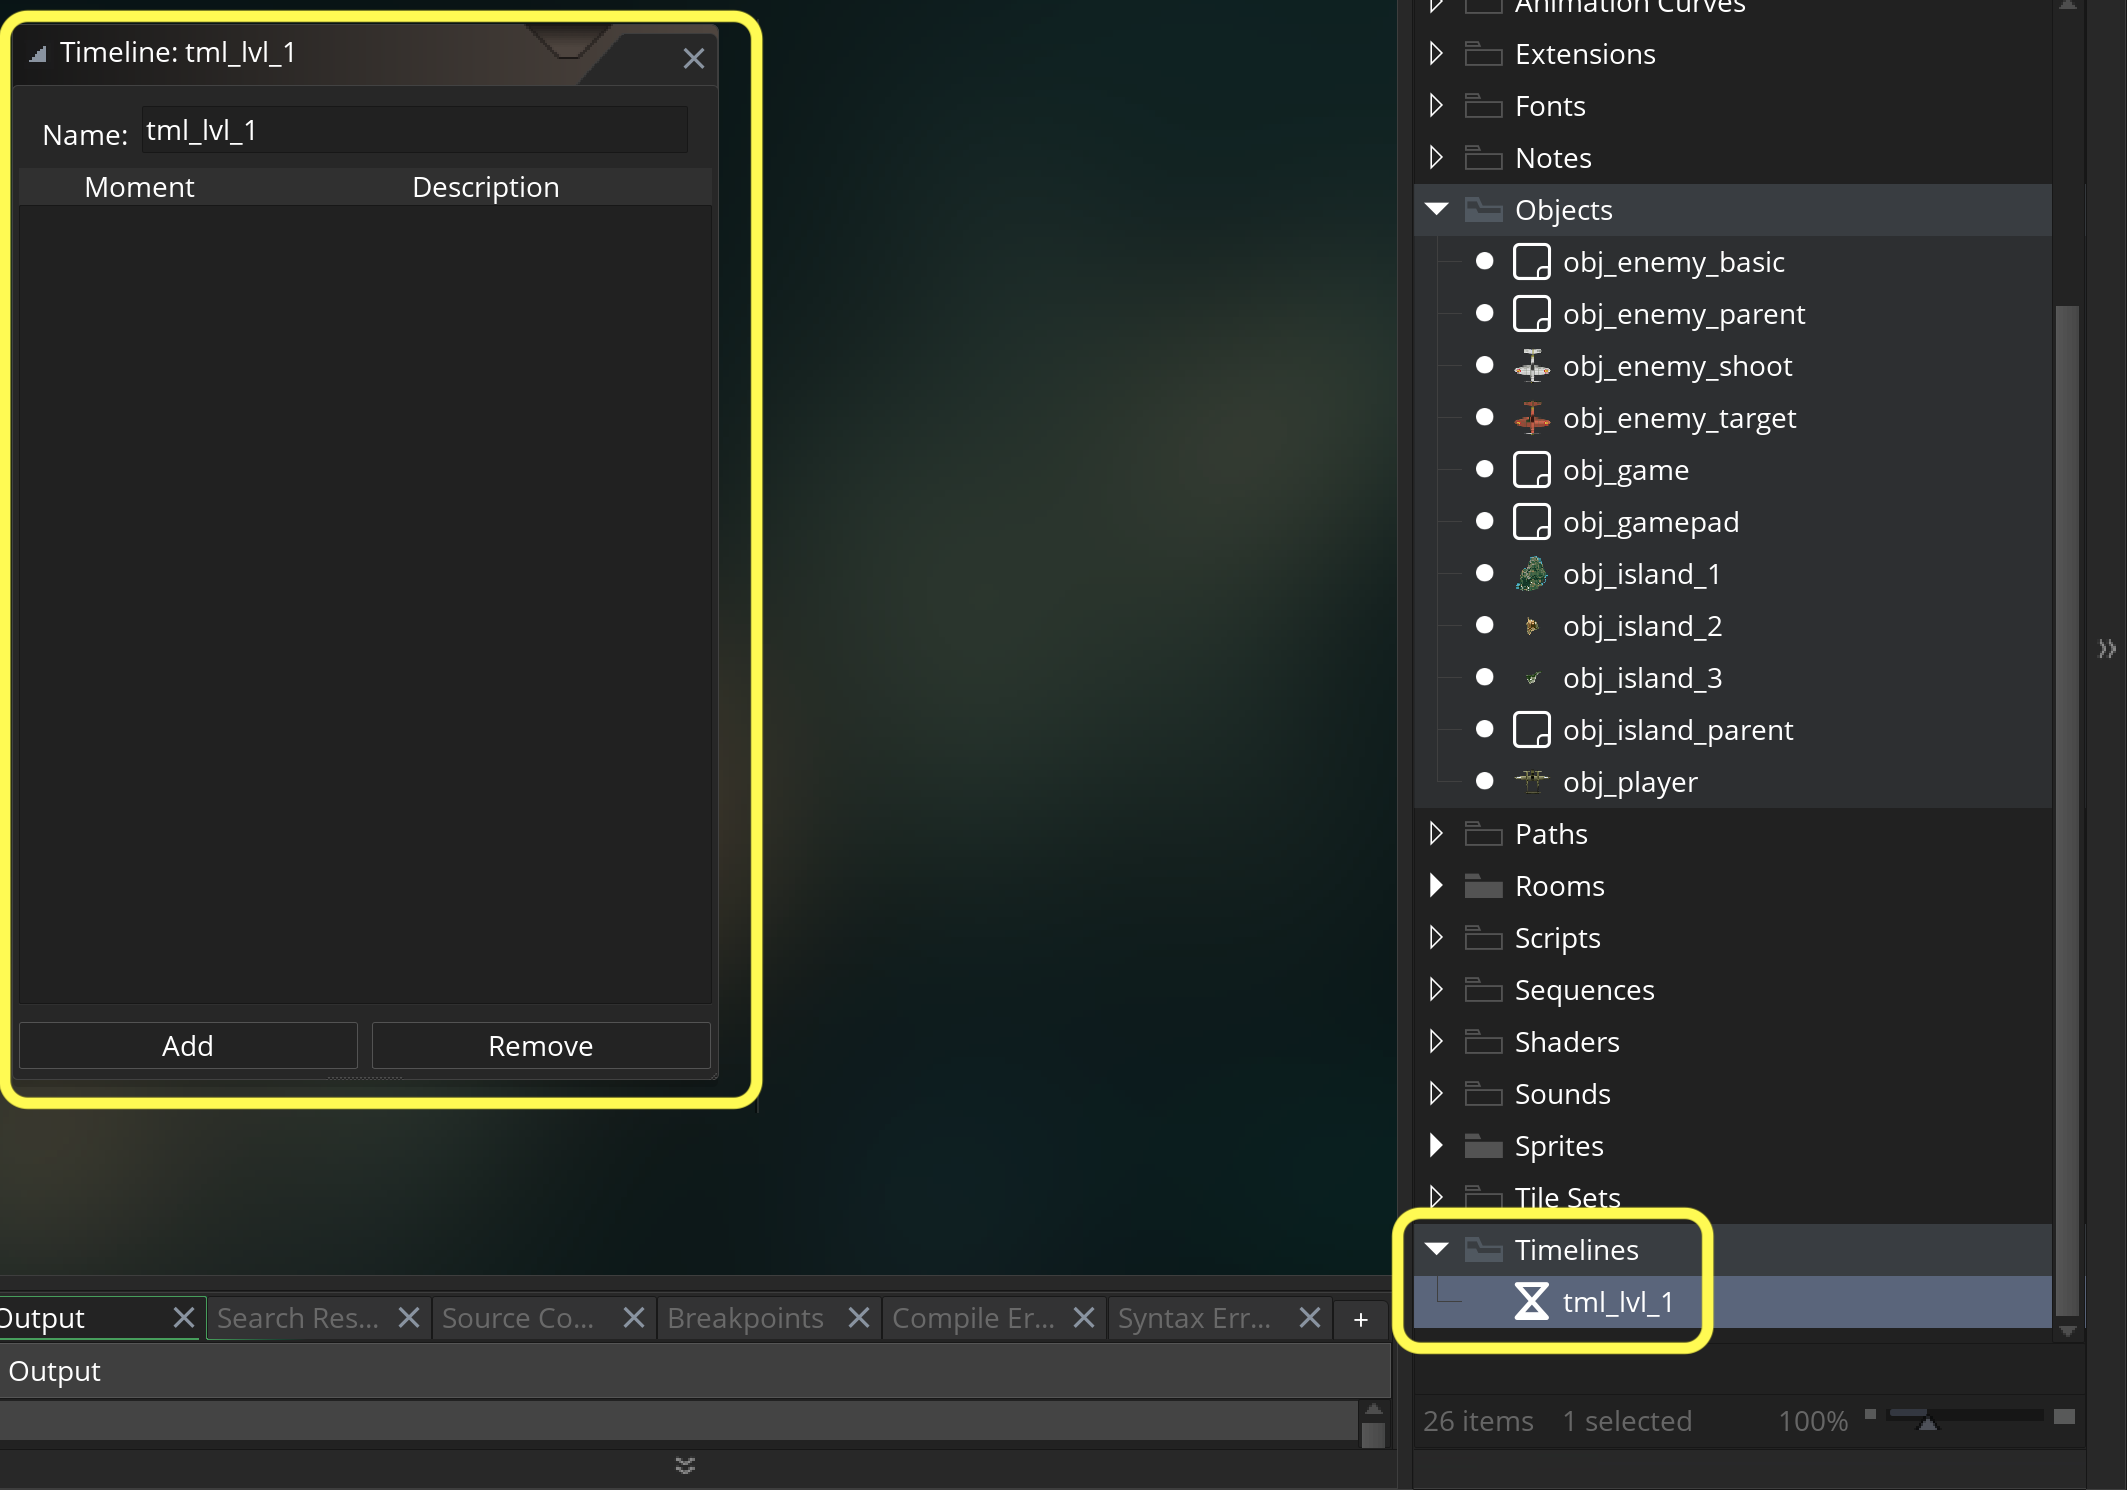 Timeline: tml_lvl_1
Name: tml_lvl_1
Moment Description
Add Remove
Output Search Res... Source Co... Breakpoints Compile Er... Syntax Err... +
Output
Animation Curves
Extensions
Fonts
Notes
Objects
obj_enemy_basic
obj_enemy_parent
obj_enemy_shoot
obj_enemy_target
obj_game
obj_gamepad
obj_island_1
obj_island_2
obj_island_3
obj_island_parent
obj_player
Paths
Rooms
Scripts
Sequences
Shaders
Sounds
Sprites
Tile Sets
Timelines
tml_lvl_1
26 items 1 selected 100%